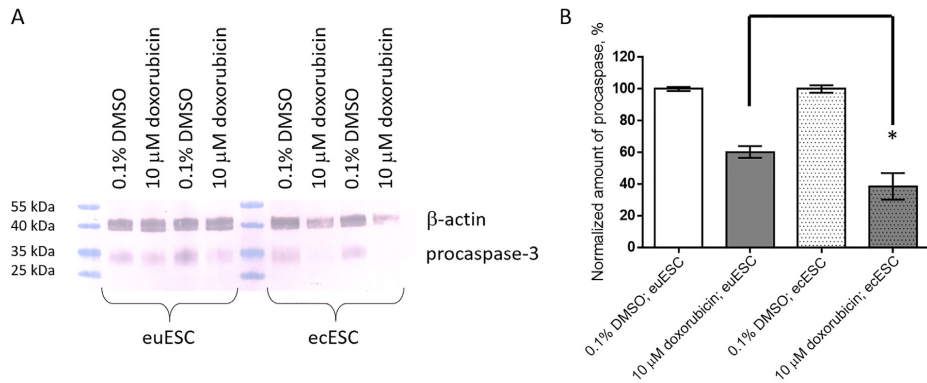 A
0.1% DMSO
10 μM doxorubicin
0.1% DMSO
10 μM doxorubicin
0.1% DMSO
10 μM doxorubicin
0.1% DMSO
10 μM doxorubicin
55 kDa
40 kDa
35 kDa
25 kDa
β-actin
procaspase-3
euESC
ecESC
B
Normalized amount of procaspase, %
120
100
80
60
40
20
0
*
0.1% DMSO; euESC
10 μM doxorubicin; euESC
0.1% DMSO; ecESC
10 μM doxorubicin; ecESC